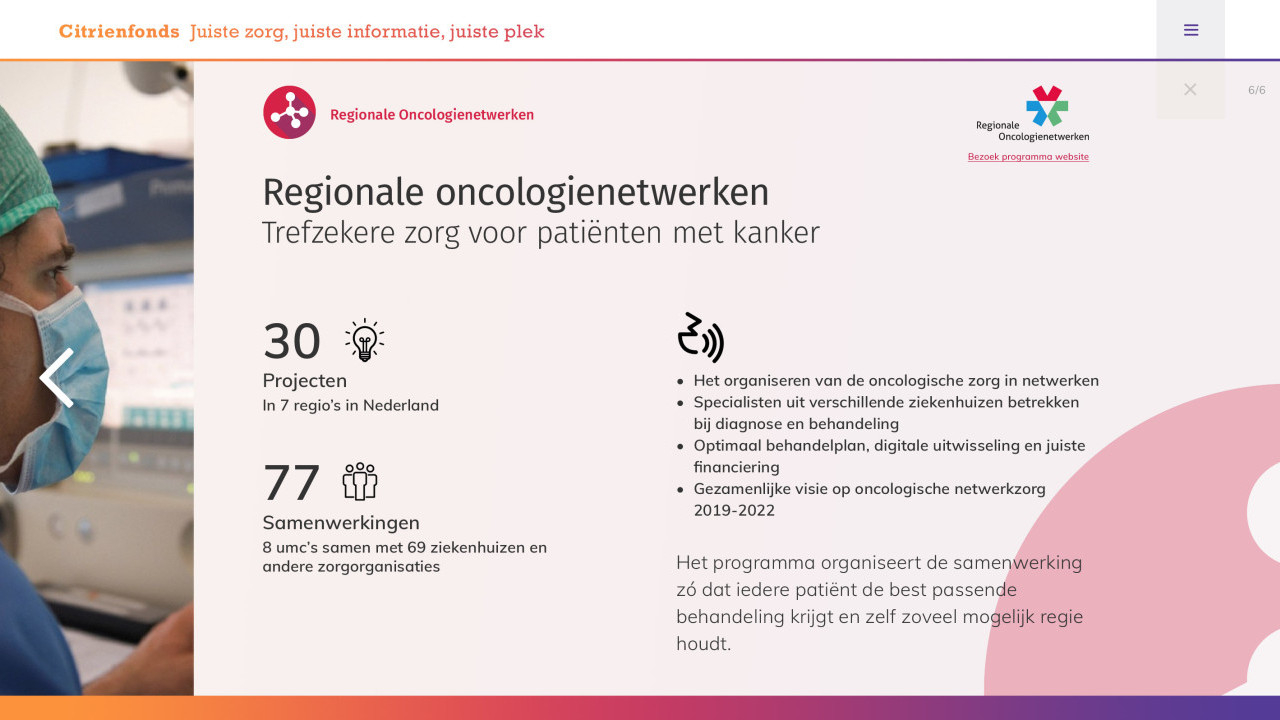 Citrienfonds Juiste zorg, juiste informatie, juiste plek
6/6
Regionale Oncologienetwerken
Regionale
Oncologienetwerken
Bezoek programma website
Regionale oncologienetwerken
Trefzekere zorg voor patiënten met kanker
30
Projecten
In 7 regio's in Nederland
77
Samenwerkingen
8 umc's samen met 69 ziekenhuizen en
andere zorgorganisaties
• Het organiseren van de oncologische zorg in netwerken
• Specialisten uit verschillende ziekenhuizen betrekken
bij diagnose en behandeling
• Optimaal behandelplan, digitale uitwisseling en juiste
financiering
• Gezamenlijke visie op oncologische netwerkzorg
2019-2022
Het programma organiseert de samenwerking
zó dat iedere patiënt de best passende
behandeling krijgt en zelf zoveel mogelijk regie
houdt.